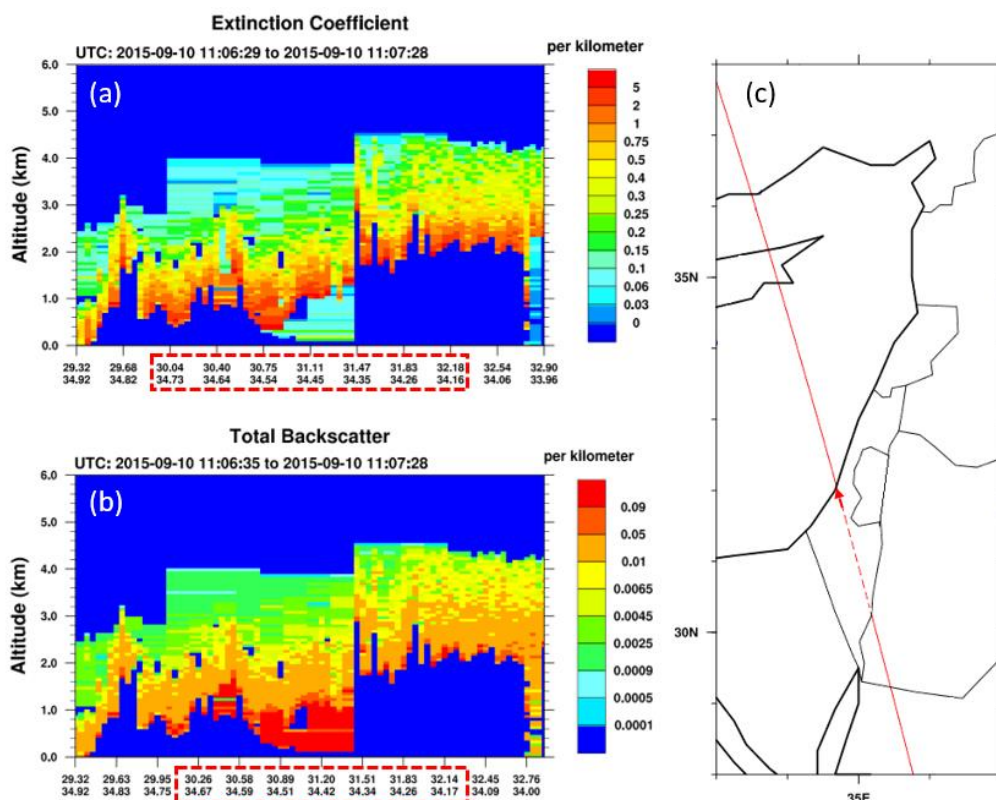 Extinction Coefficient
UTC: 2015-09-10 11:06:29 to 2015-09-10 11:07:28
per kilometer
(a)
Altitude (km)
6.0
5.0
4.0
3.0
2.0
1.0
0.0
5
2
1
0.75
0.5
0.4
0.3
0.25
0.2
0.15
0.1
0.06
0.03
0
29.32 29.68 30.04 30.40 30.75 31.11 31.47 31.83 32.18 32.54 32.90
34.92 34.82 34.73 34.64 34.54 34.45 34.35 34.26 34.16 34.06 33.96
Total Backscatter
UTC: 2015-09-10 11:06:35 to 2015-09-10 11:07:28
per kilometer
(b)
Altitude (km)
6.0
5.0
4.0
3.0
2.0
1.0
0.0
0.09
0.05
0.01
0.0065
0.0045
0.0025
0.0009
0.0005
0.0001
29.32 29.63 29.95 30.26 30.58 30.89 31.20 31.51 31.83 32.14 32.45 32.76
34.92 34.83 34.75 34.67 34.59 34.51 34.42 34.34 34.26 34.17 34.09 34.00
(c)
35N
30N
35E